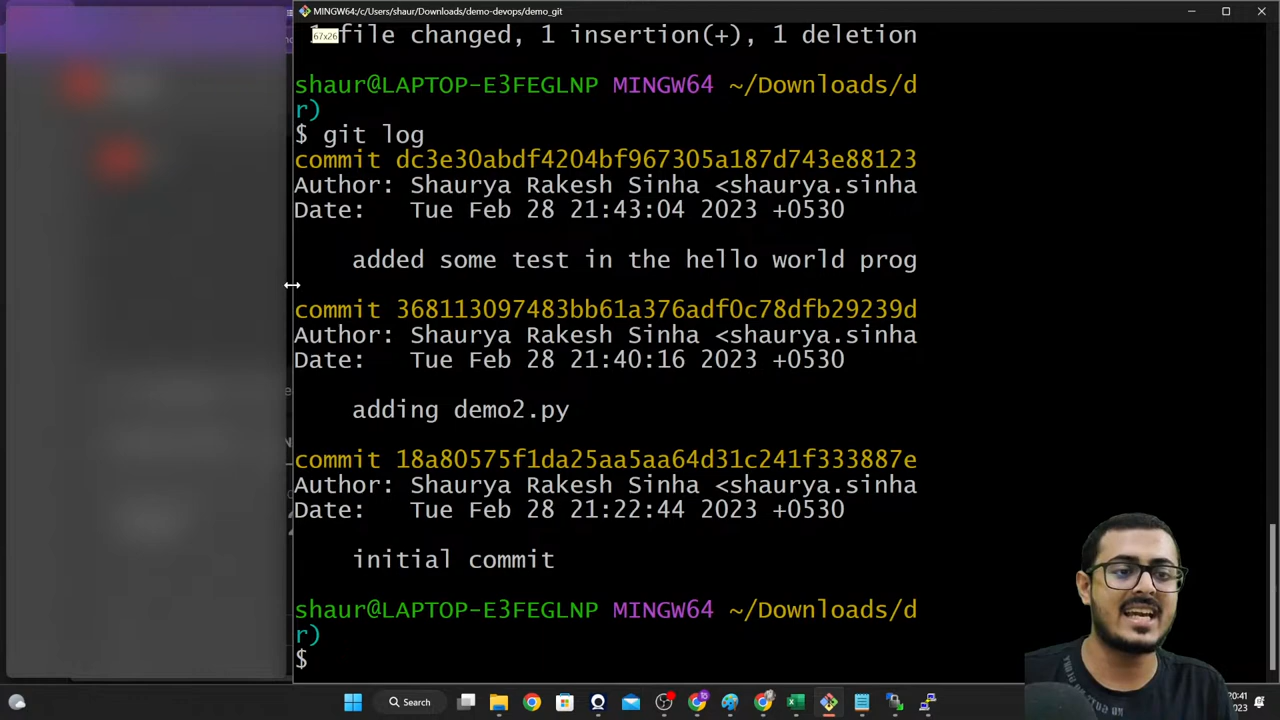 MINGW64:/c/Users/shaur/Downloads/demo-devops/demo_git
67x26
file changed, 1 insertion(+), 1 deletion
shaur@LAPTOP-E3FEGLNP MINGW64 ~/Downloads/d
r)
$ git log
commit dc3e30abdf4204bf967305a187d743e88123
Author: Shaurya Rakesh Sinha <shaurya.sinha
Date:   Tue Feb 28 21:43:04 2023 +0530
added some test in the hello world prog
commit 368113097483bb61a376adf0c78dfb29239d
Author: Shaurya Rakesh Sinha <shaurya.sinha
Date:   Tue Feb 28 21:40:16 2023 +0530
adding demo2.py
commit 18a80575f1da25aa5aa64d31c241f333887e
Author: Shaurya Rakesh Sinha <shaurya.sinha
Date:   Tue Feb 28 21:22:44 2023 +0530
initial commit
shaur@LAPTOP-E3FEGLNP MINGW64 ~/Downloads/d
r)
$
Search
20:41
2023